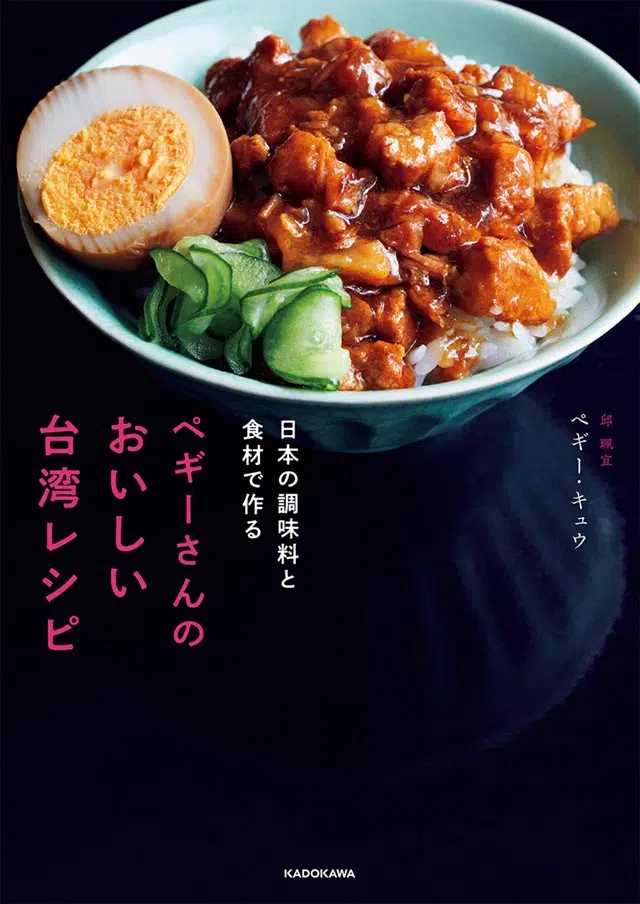 邱 珮宜
ペギー・キュウ
日本の調味料と
食材で作る
ペギーさんの
おいしい
台湾レシピ
KADOKAWA